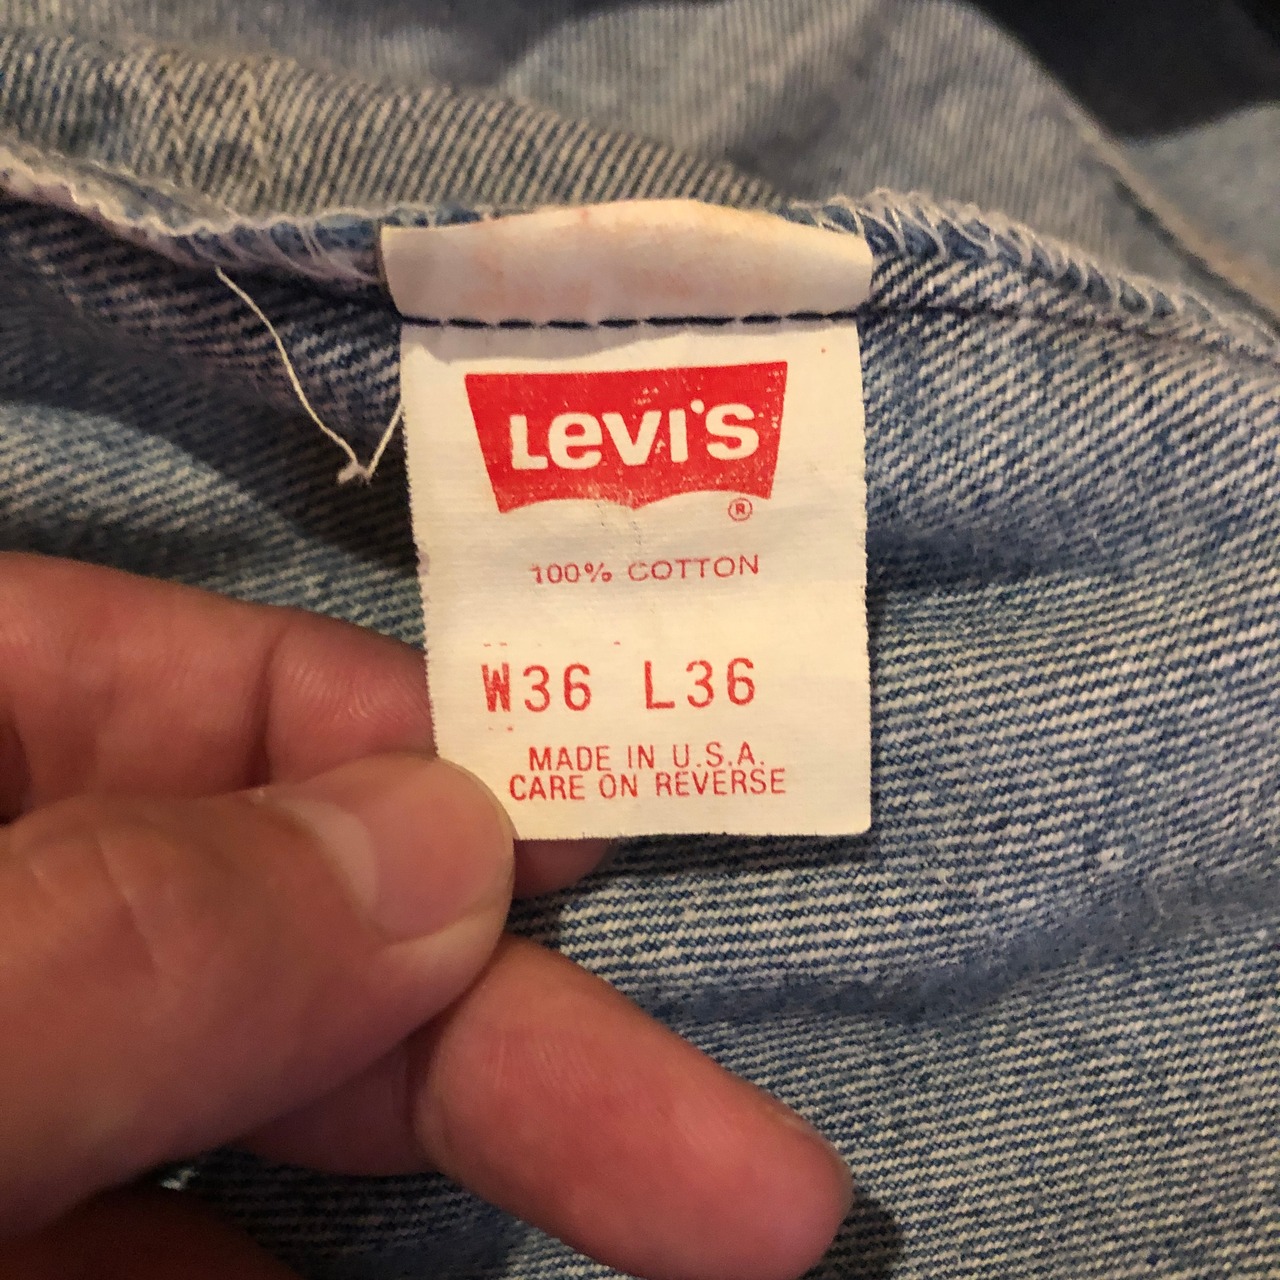 LEVI'S
®
100% COTTON
W36 L36
MADE IN U.S.A.
CARE ON REVERSE